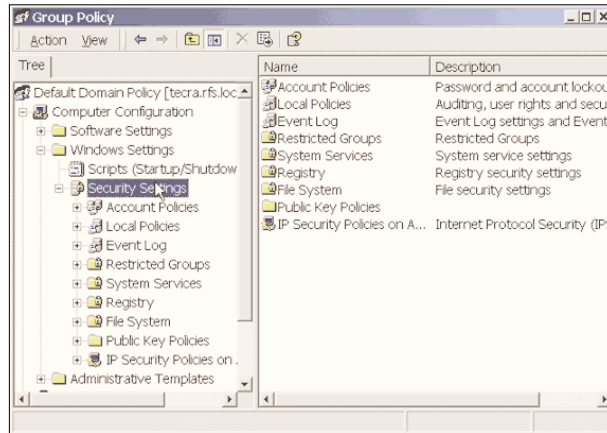 Group Policy
Action View
Tree
Default Domain Policy [tecra.rfs.loc
Computer Configuration
Software Settings
Windows Settings
Scripts (Startup/Shutdow
Security Settings
Account Policies
Local Policies
Event Log
Restricted Groups
System Services
Registry
File System
Public Key Policies
IP Security Policies on
Administrative Templates
Name Description
Account Policies Password and account lockou
Local Policies Auditing, user rights and secu
Event Log Event Log settings and Event
Restricted Groups Restricted Groups
System Services System service settings
Registry Registry security settings
File System File security settings
Public Key Policies
IP Security Policies on A... Internet Protocol Security (IPS